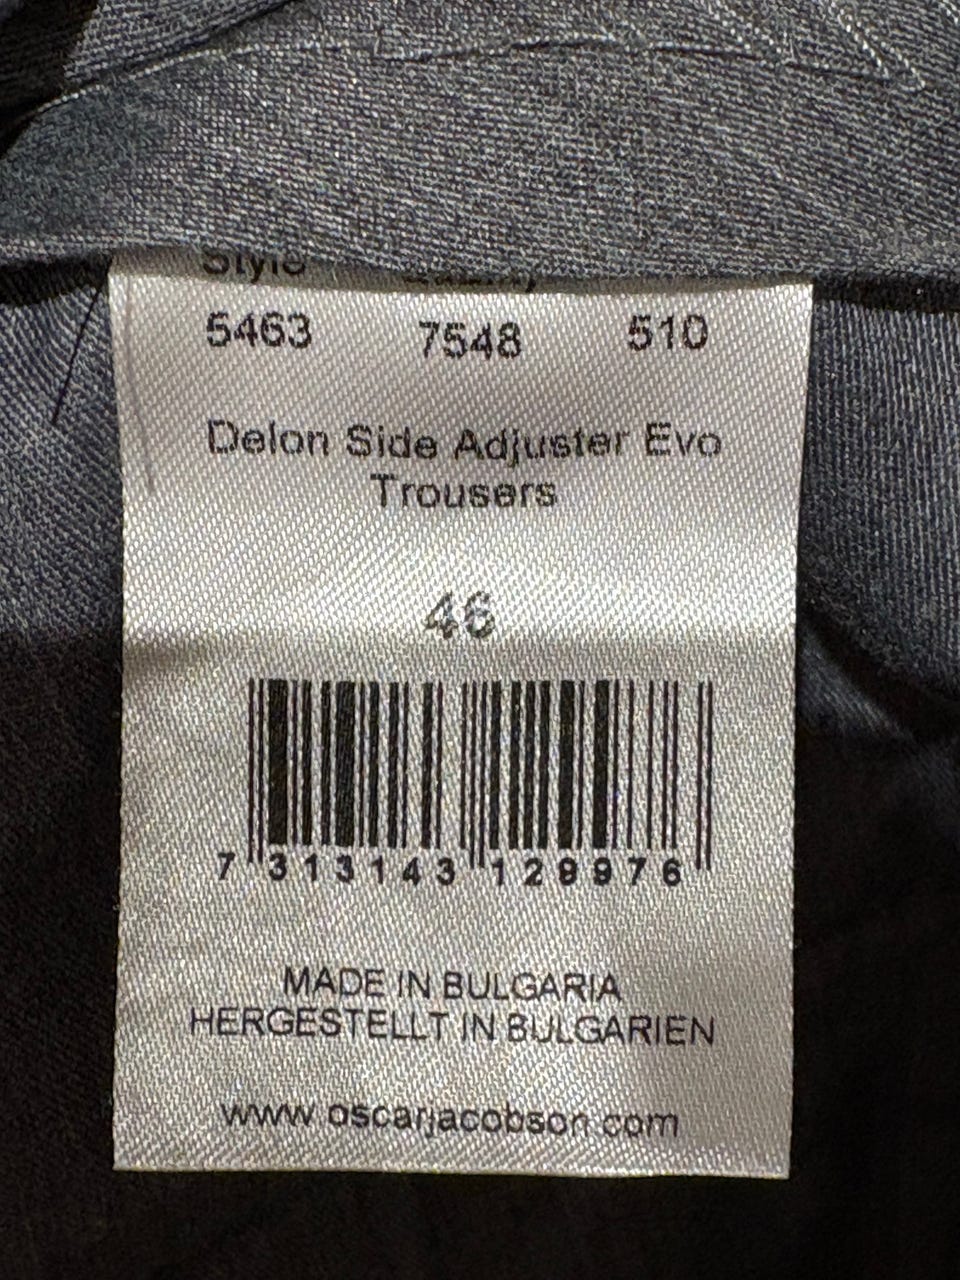 Style
5463 7548 510
Delon Side Adjuster Evo
Trousers
46
7 313143 129976
MADE IN BULGARIA
HERGESTELLT IN BULGARIEN
www.oscarjacobson.com